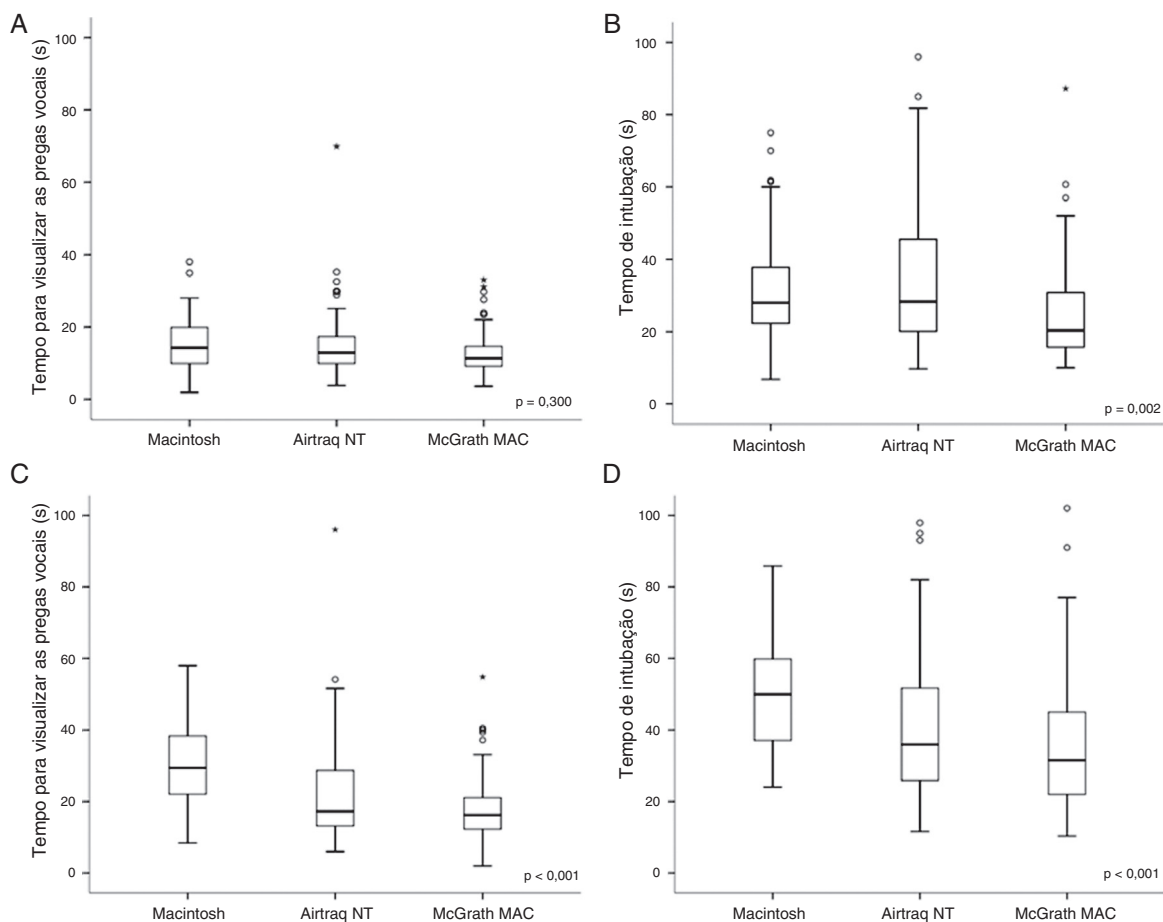 A
Tempo para visualizar as pregas vocais (s)
100
80
60
40
20
0
Macintosh
Airtraq NT
McGrath MAC
p = 0,300
B
Tempo de intubação (s)
100
80
60
40
20
0
Macintosh
Airtraq NT
McGrath MAC
p = 0,002
C
Tempo para visualizar as pregas vocais (s)
100
80
60
40
20
0
Macintosh
Airtraq NT
McGrath MAC
p < 0,001
D
Tempo de intubação (s)
100
80
60
40
20
0
Macintosh
Airtraq NT
McGrath MAC
p < 0,001